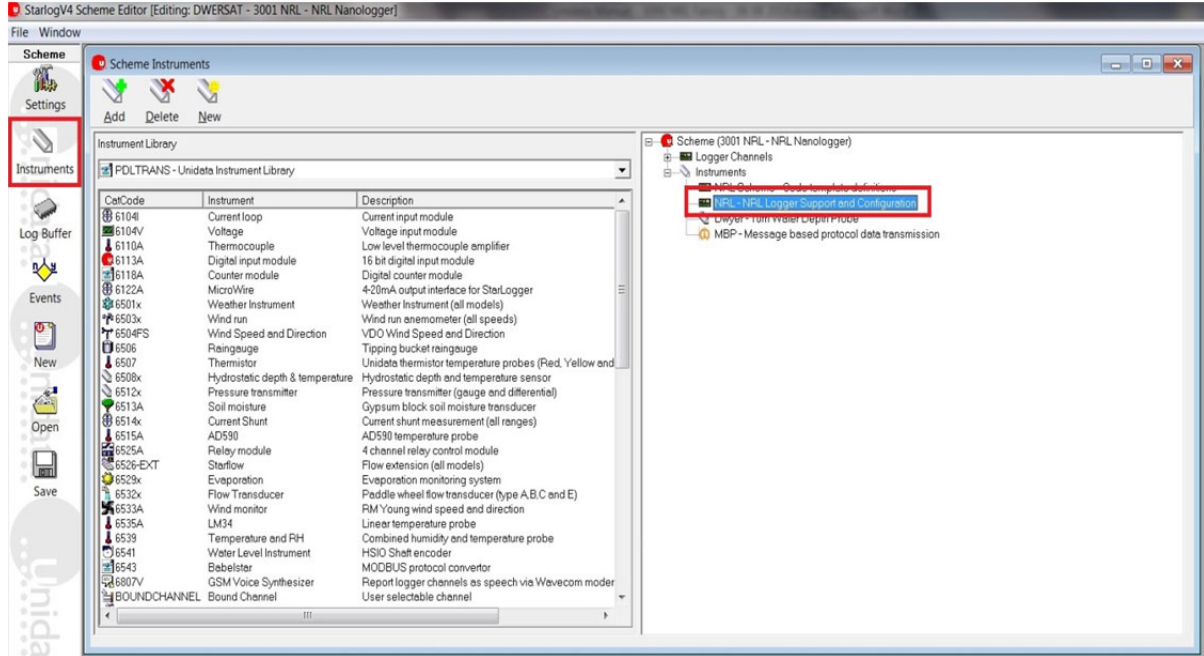 StarlogV4 Scheme Editor [Editing: DWERSAT - 3001 NRL - NRL Nanologger]
File Window
Scheme
Settings
Instruments
Log Buffer
Events
New
Open
Save
Unidata
Unida
Scheme Instruments
Add Delete New
Instrument Library
PDLTRANS - Unidata Instrument Library
CatCode Instrument Description
6104I Current loop Current input module
6104V Voltage Voltage input module
6110A Thermocouple Low level thermocouple amplifier
6113A Digital input module 16 bit digital input module
6118A Counter module Digital counter module
6122A MicroWire 4-20mA output interface for StarLogger
6501x Weather Instrument Weather Instrument (all models)
6503x Wind run Wind run anemometer (all speeds)
6504FS Wind Speed and Direction VDO Wind Speed and Direction
6506 Raingauge Tipping bucket raingauge
6507 Thermistor Unidata thermistor temperature probes (Red, Yellow and
6508x Hydrostatic depth & temperature Hydrostatic depth and temperature sensor
6512x Pressure transmitter Pressure transmitter (gauge and differential)
6513A Soil moisture Gypsum block soil moisture transducer
6514x Current Shunt Current shunt measurement (all ranges)
6515A AD590 AD590 temperature probe
6525A Relay module 4 channel relay control module
6526-EXT Starflow Flow extension (all models)
6529x Evaporation Evaporation monitoring system
6532x Flow Transducer Paddle wheel flow transducer (type A,B,C and E)
6533A Wind monitor RM Young wind speed and direction
6535A LM34 Linear temperature probe
6539 Temperature and RH Combined humidity and temperature probe
6541 Water Level Instrument HSIO Shaft encoder
6543 Babelstar MODBUS protocol convertor
6807V GSM Voice Synthesizer Report logger channels as speech via Wavecom moder
BOUNDCHANNEL Bound Channel User selectable channel
Scheme (3001 NRL - NRL Nanologger)
Logger Channels
Instruments
NRL Scheme - Code template definitions
NRL - NRL Logger Support and Configuration
Dwyer - Turn Water Depth Probe
MBP - Message based protocol data transmission